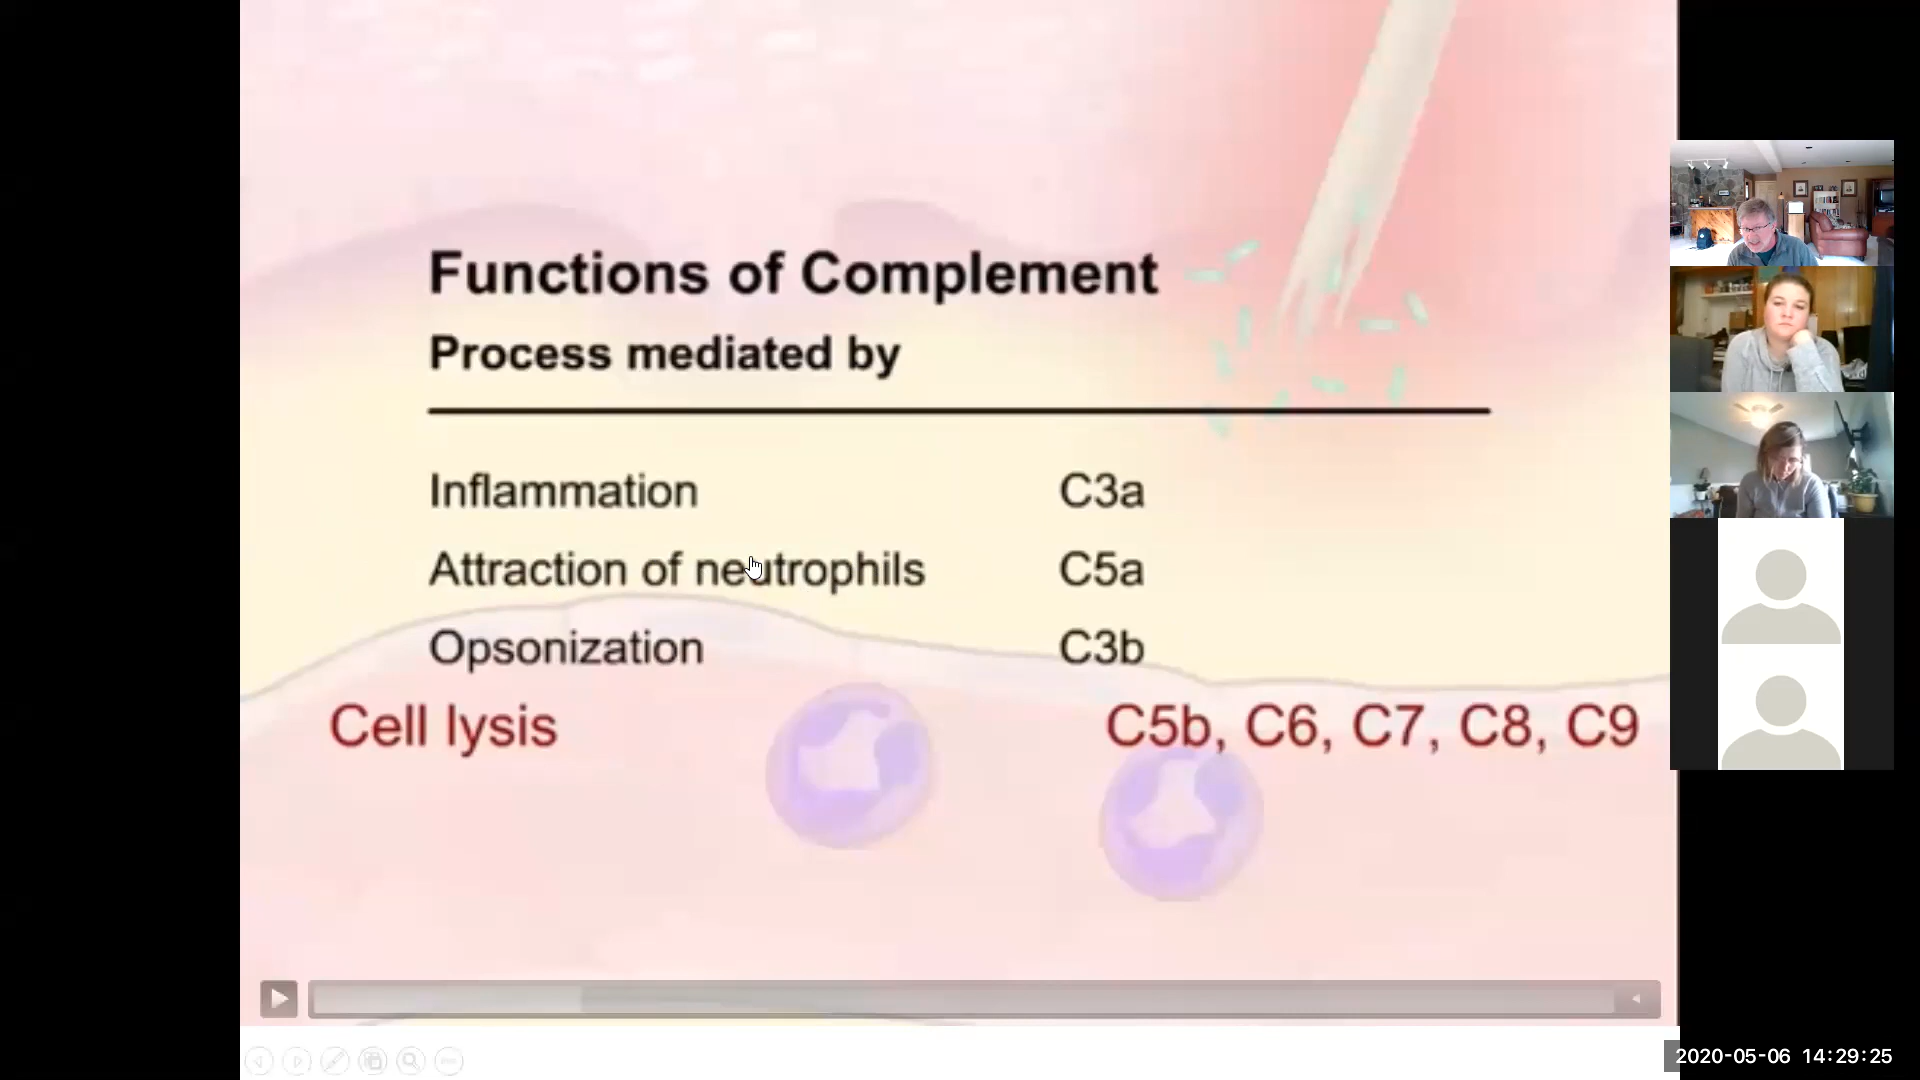 Functions of Complement
Process mediated by
Inflammation C3a
Attraction of neutrophils C5a
Opsonization C3b
Cell lysis C5b, C6, C7, C8, C9
2020-05-06 14:29:25